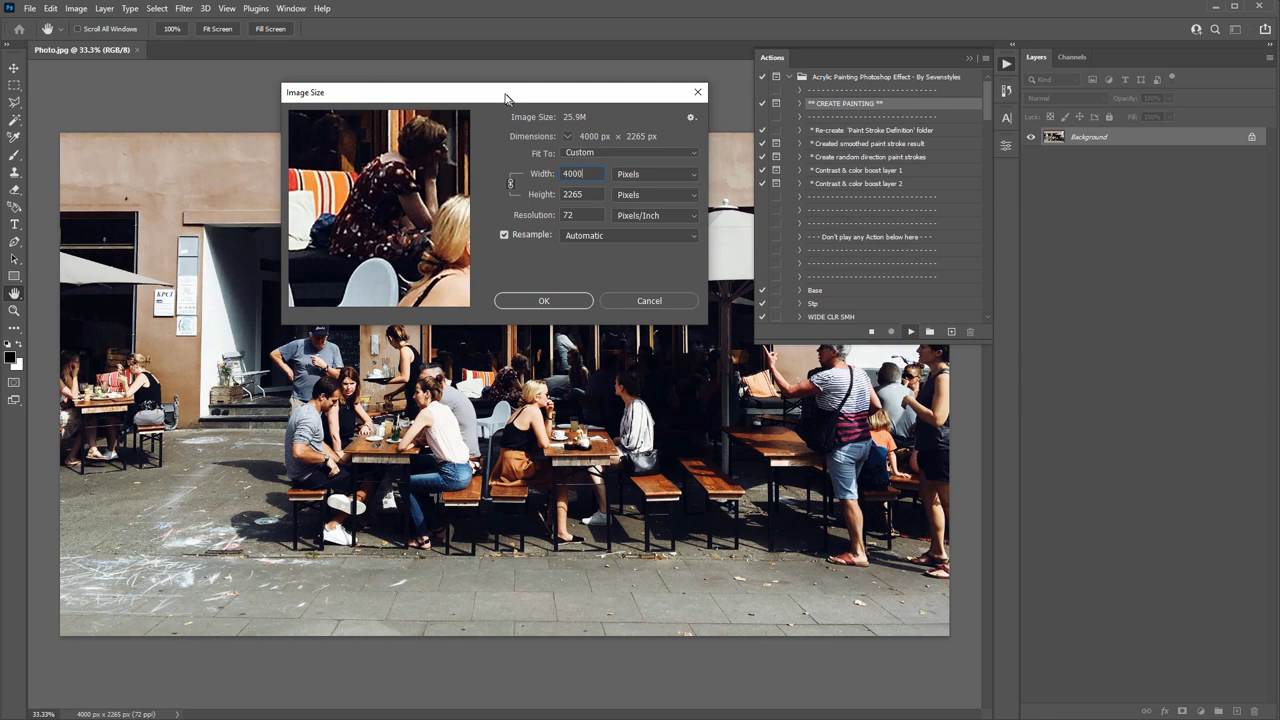 Ps File Edit Image Layer Type Select Filter 3D View Plugins Window Help
Scroll All Windows 100% Fit Screen Fill Screen
Photo.jpg @ 33.3% (RGB/8) ×
Image Size
Image Size: 25.9M
Dimensions: 4000 px × 2265 px
Fit To: Custom
Width: 4000 Pixels
Height: 2265 Pixels
Resolution: 72 Pixels/Inch
Resample: Automatic
OK Cancel
Actions
Acrylic Painting Photoshop Effect - By Sevenstyles
- - - - - - - - - - - - - - - - - - - - - - - - - - - - -
** CREATE PAINTING **
- - - - - - - - - - - - - - - - - - - - - - - - - - - - -
* Re-create 'Paint Stroke Definition' folder
* Created smoothed paint stroke result
* Create random direction paint strokes
* Contrast & color boost layer 1
* Contrast & color boost layer 2
- - - - - - - - - - - - - - - - - - - - - - - - - - - - -
- - - - - - - - - - - - - - - - - - - - - - - - - - - - -
- - - - - - - - - - - - - - - - - - - - - - - - - - - - -
- - - Don't play any Action below here - - -
- - - - - - - - - - - - - - - - - - - - - - - - - - - - -
- - - - - - - - - - - - - - - - - - - - - - - - - - - - -
- - - - - - - - - - - - - - - - - - - - - - - - - - - - -
Base
Stp
WIDE CLR SMH
Layers Channels
Kind
Normal Opacity: 100%
Lock: Fill: 100%
Background
KPCI
33.33% 4000 px x 2265 px (72 ppi)